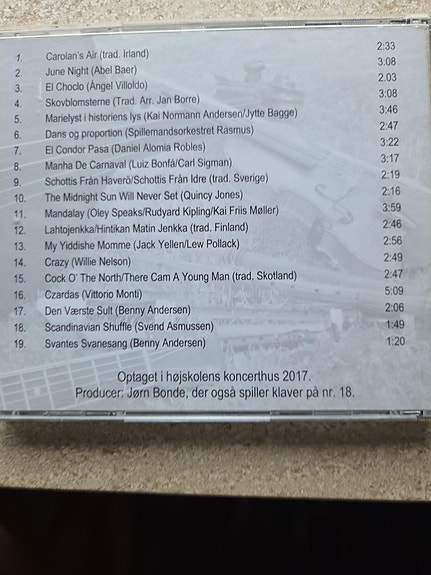 1. Carolan's Air (trad. Irland) 2:33
2. June Night (Abel Baer) 3:08
3. El Choclo (Ángel Villoldo) 2.03
4. Skovblomsterne (Trad. Arr. Jan Borre) 3:08
5. Marielyst i historiens lys (Kai Normann Andersen/Jytte Bagge) 3:46
6. Dans og proportion (Spillemandsorkestret Rasmus) 2:47
7. El Condor Pasa (Daniel Alomia Robles) 3:22
8. Manha De Carnaval (Luiz Bonfá/Carl Sigman) 3:17
9. Schottis Från Haverö/Schottis Från Idre (trad. Sverige) 2:19
10. The Midnight Sun Will Never Set (Quincy Jones) 2:16
11. Mandalay (Oley Speaks/Rudyard Kipling/Kai Friis Møller) 3:59
12. Lahtojenkka/Hintikan Matin Jenkka (trad. Finland) 2:46
13. My Yiddishe Momme (Jack Yellen/Lew Pollack) 2:56
14. Crazy (Willie Nelson) 2:49
15. Cock O' The North/There Cam A Young Man (trad. Skotland) 2:47
16. Czardas (Vittorio Monti) 5:09
17. Den Værste Sult (Benny Andersen) 2:06
18. Scandinavian Shuffle (Svend Asmussen) 1:49
19. Svantes Svanesang (Benny Andersen) 1:20
Optaget i højskolens koncerthus 2017.
Producer: Jørn Bonde, der også spiller klaver på nr. 18.